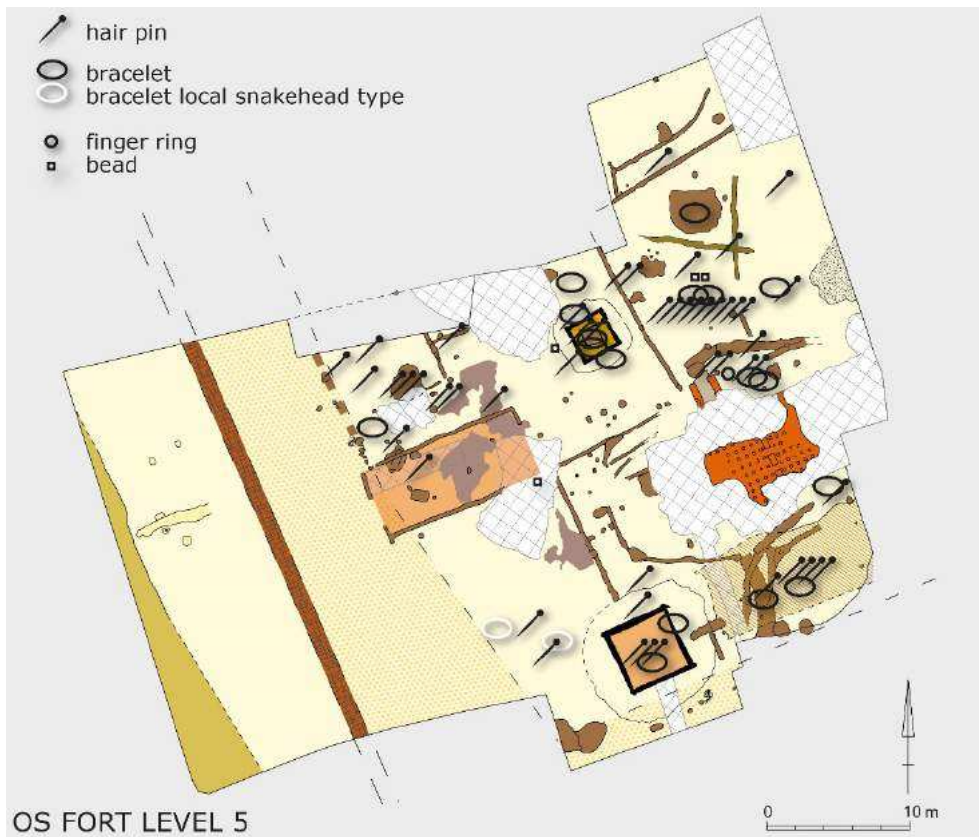 hair pin
bracelet
bracelet local snakehead type
finger ring
bead
OS FORT LEVEL 5
0 10 m